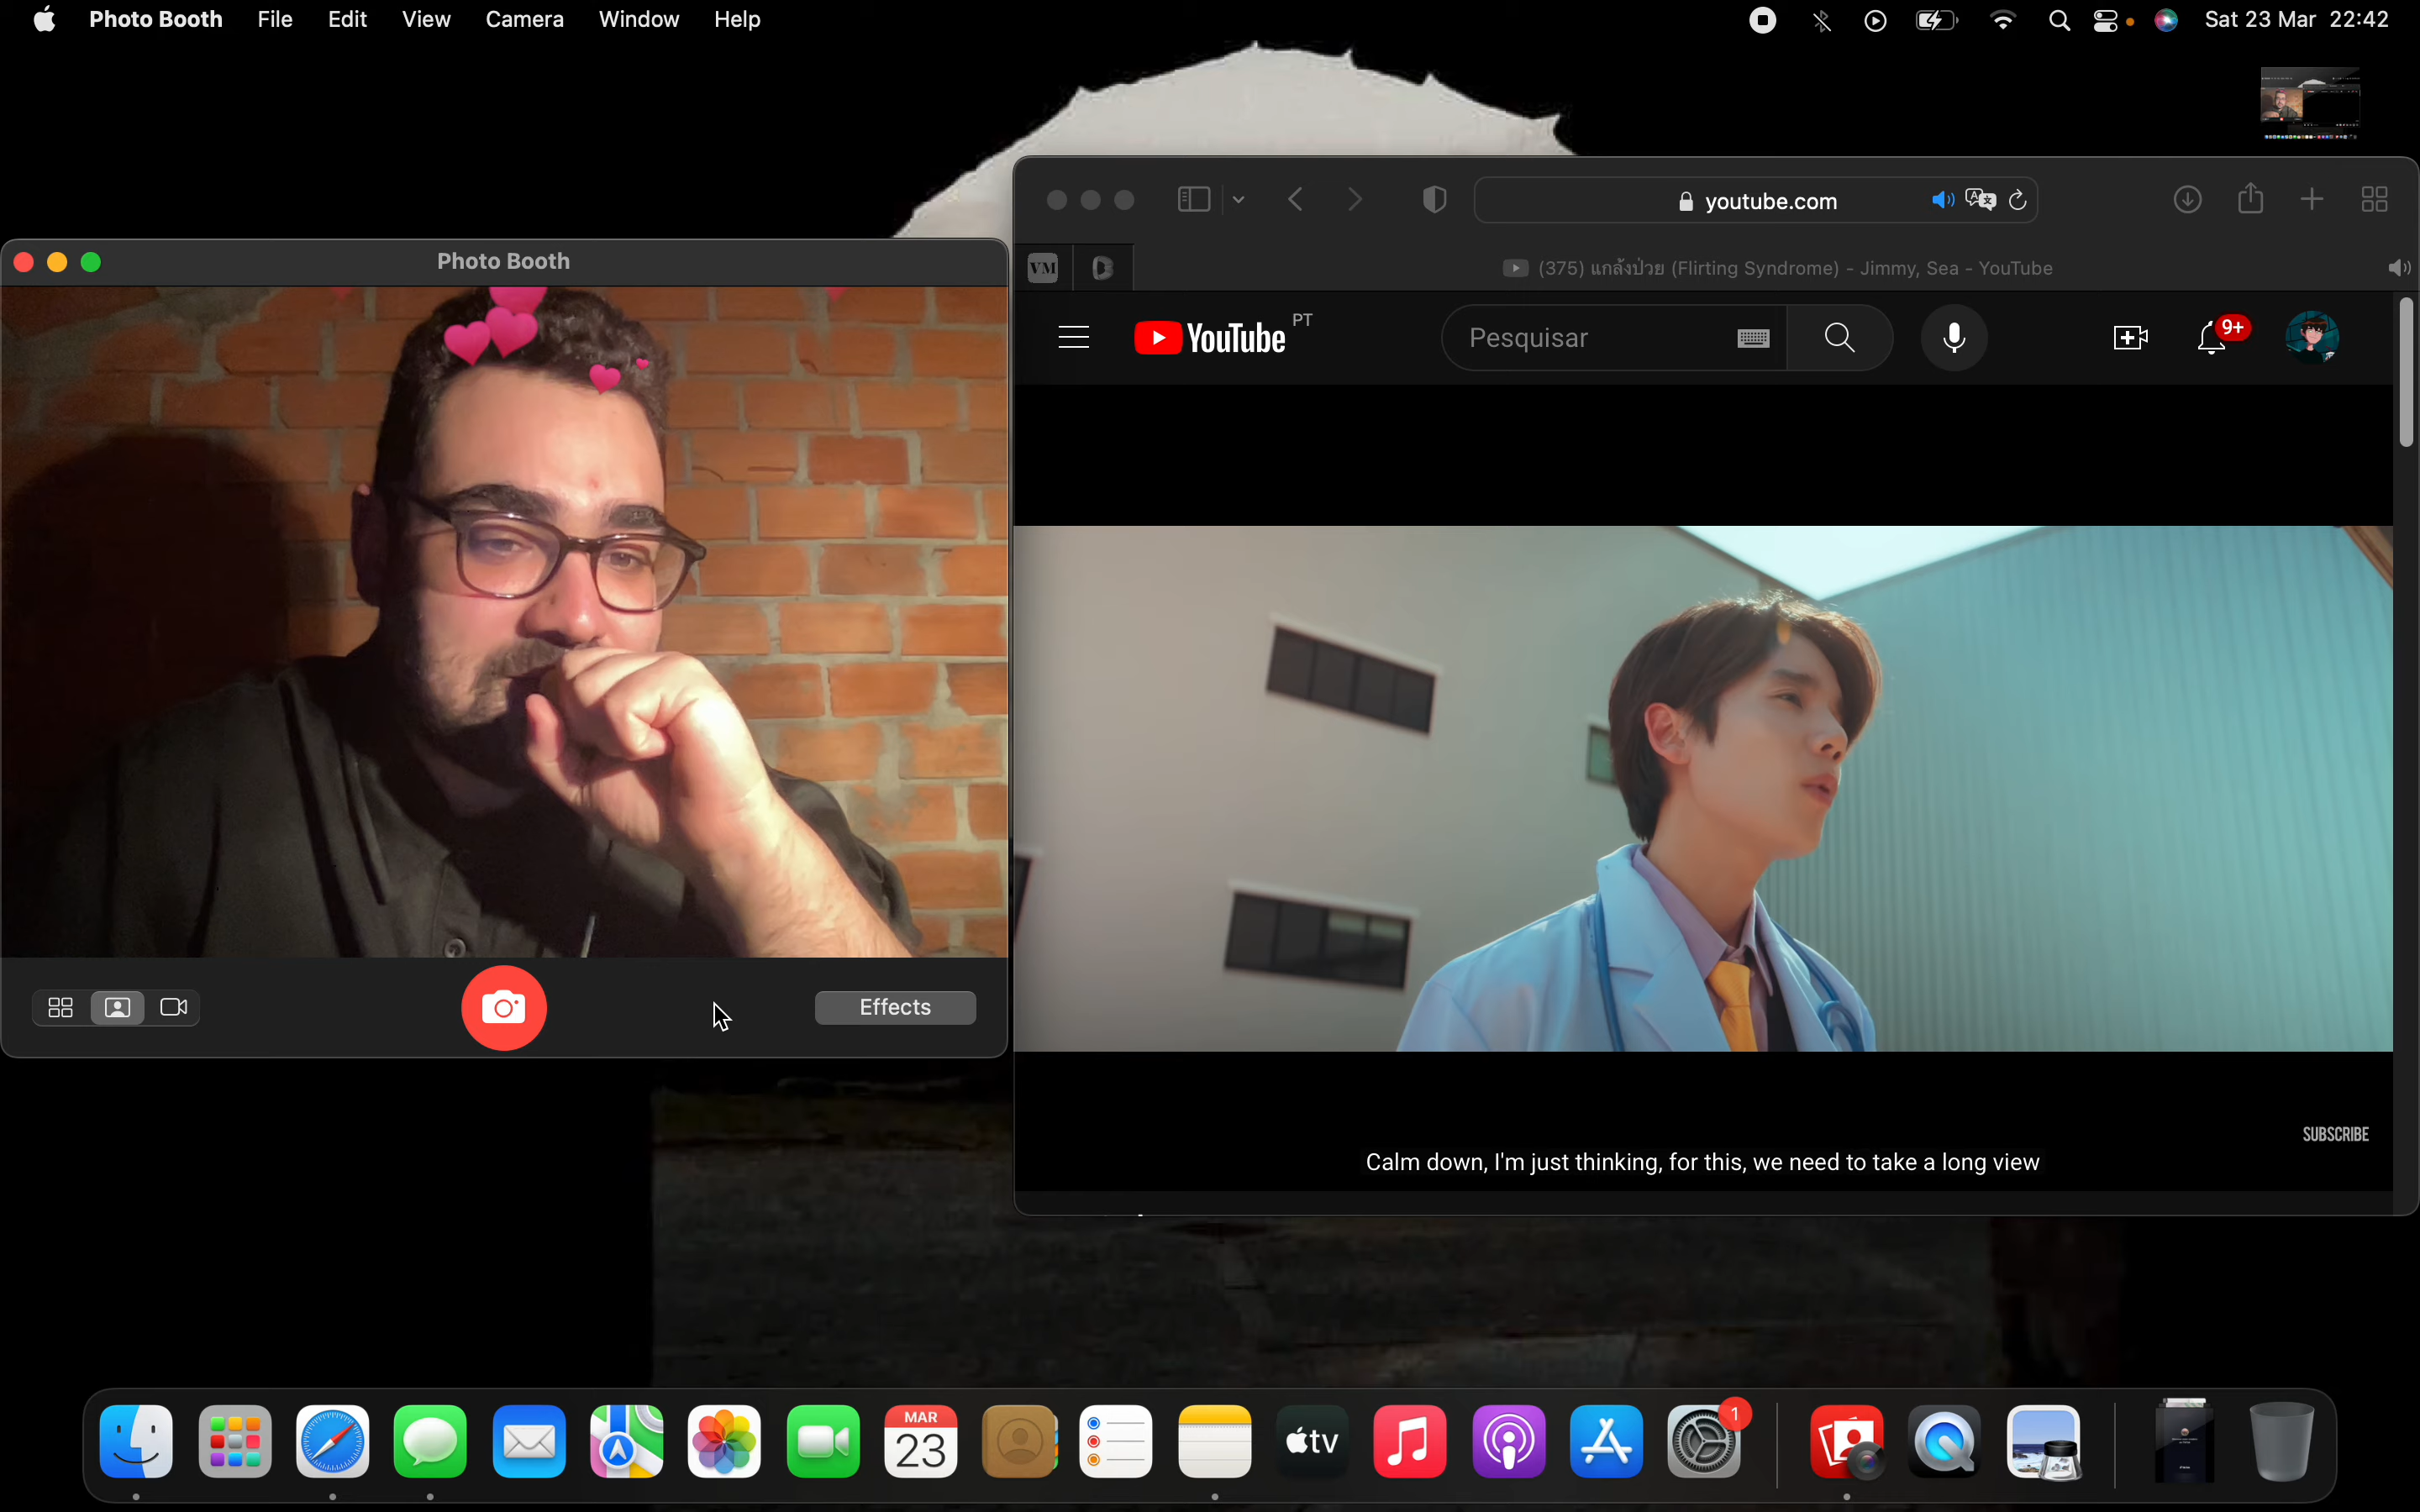 Photo Booth File Edit View Camera Window Help Sat 23 Mar 22:42
youtube.com
Photo Booth
VM (375) แกล้งป่วย (Flirting Syndrome) - Jimmy, Sea - YouTube
YouTube PT Pesquisar 9+
Effects
SUBSCRIBE
Calm down, I'm just thinking, for this, we need to take a long view
MAR
23
tv
1